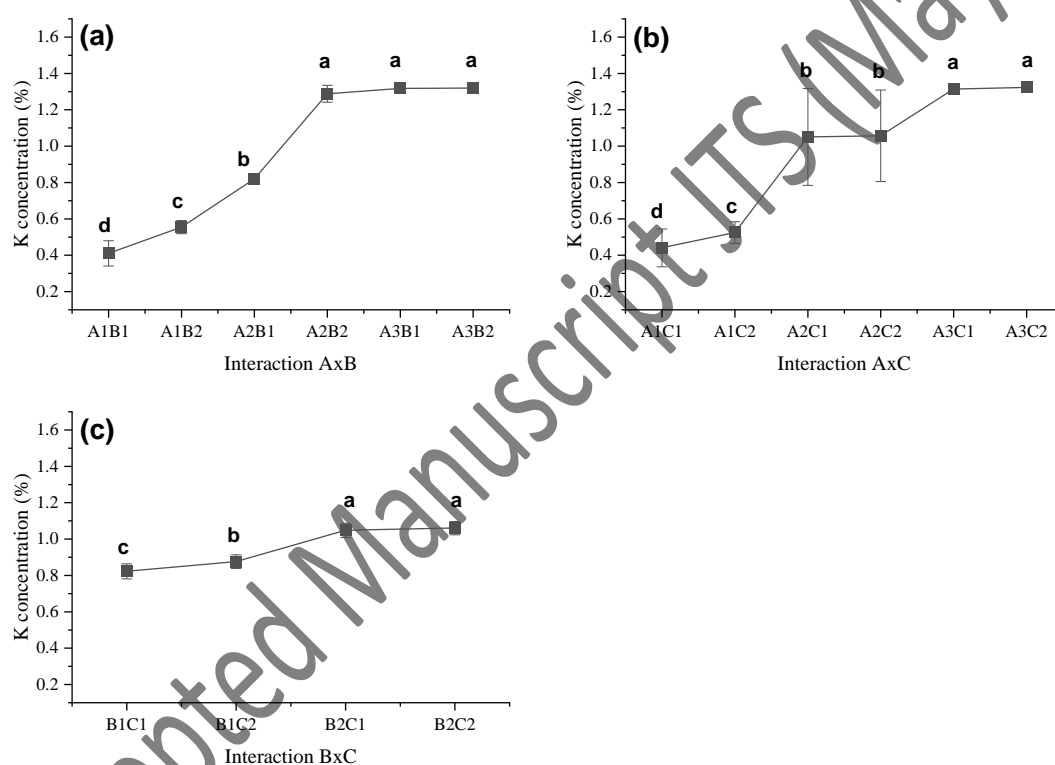 (a)
K concentration (%)
1.6
1.4
1.2
1.0
0.8
0.6
0.4
0.2
d
c
b
a
a
a
A1B1 A1B2 A2B1 A2B2 A3B1 A3B2
Interaction AxB
(b)
K concentration (%)
1.6
1.4
1.2
1.0
0.8
0.6
0.4
0.2
d
c
b
b
a
a
A1C1 A1C2 A2C1 A2C2 A3C1 A3C2
Interaction AxC
(c)
K concentration (%)
1.6
1.4
1.2
1.0
0.8
0.6
0.4
0.2
c
b
a
a
B1C1 B1C2 B2C1 B2C2
Interaction BxC
Manuscript JTS